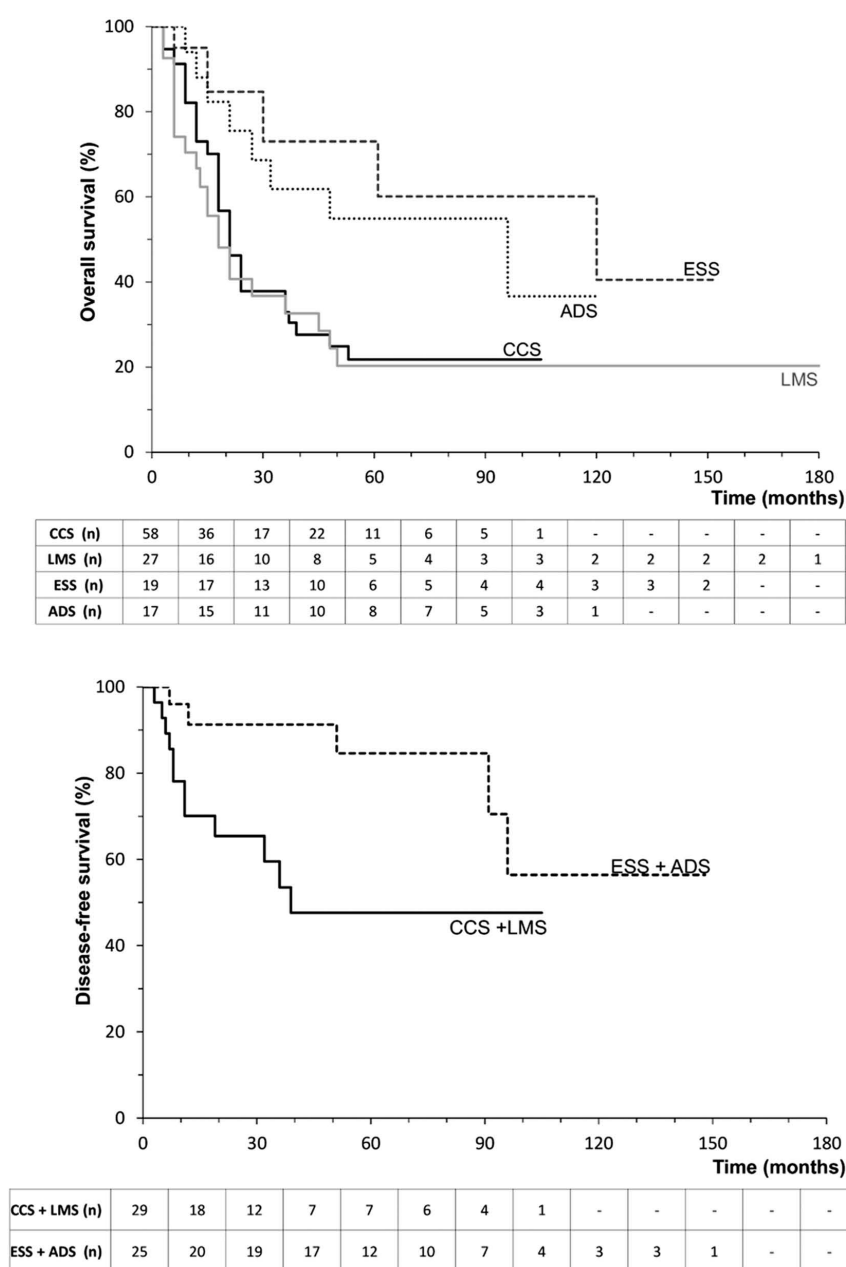 100
80
60
40
20
0
Overall survival (%)
ESS
ADS
CCS
LMS
0 30 60 90 120 150 180
Time (months)
CCS (n) 58 36 17 22 11 6 5 1 - - - - -
LMS (n) 27 16 10 8 5 4 3 3 2 2 2 2 1
ESS (n) 19 17 13 10 6 5 4 4 3 3 2 - -
ADS (n) 17 15 11 10 8 7 5 3 1 - - - -
100
80
60
40
20
0
Disease-free survival (%)
ESS + ADS
CCS +LMS
0 30 60 90 120 150 180
Time (months)
CCS + LMS (n) 29 18 12 7 7 6 4 1 - - - - -
ESS + ADS (n) 25 20 19 17 12 10 7 4 3 3 1 - -